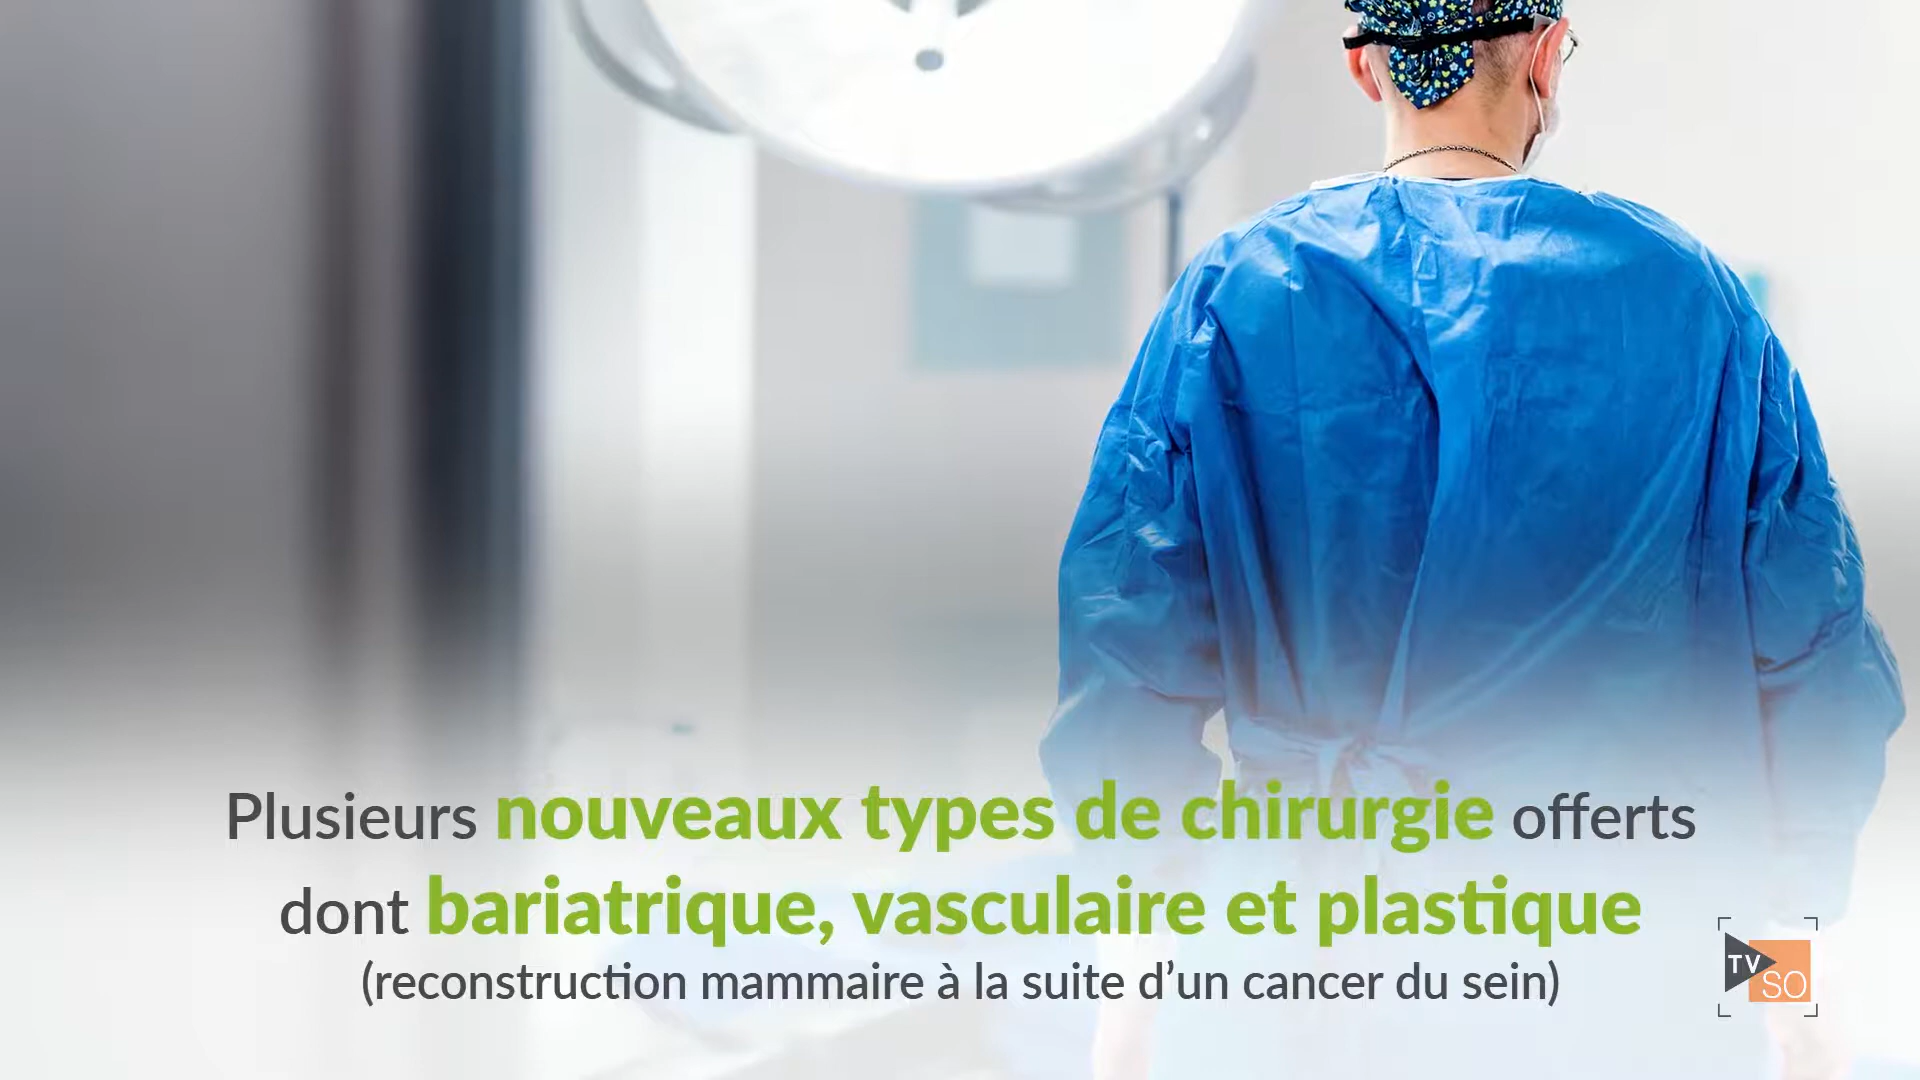 Plusieurs nouveaux types de chirurgie offerts
dont bariatrique, vasculaire et plastique
(reconstruction mammaire à la suite d'un cancer du sein)
TV
SO